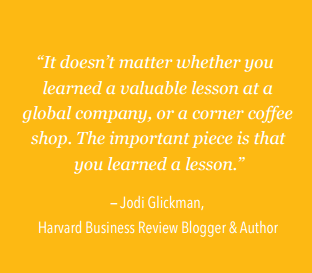 “It doesn’t matter whether you
learned a valuable lesson at a
global company, or a corner coffee
shop. The important piece is that
you learned a lesson.”
– Jodi Glickman,
Harvard Business Review Blogger & Author